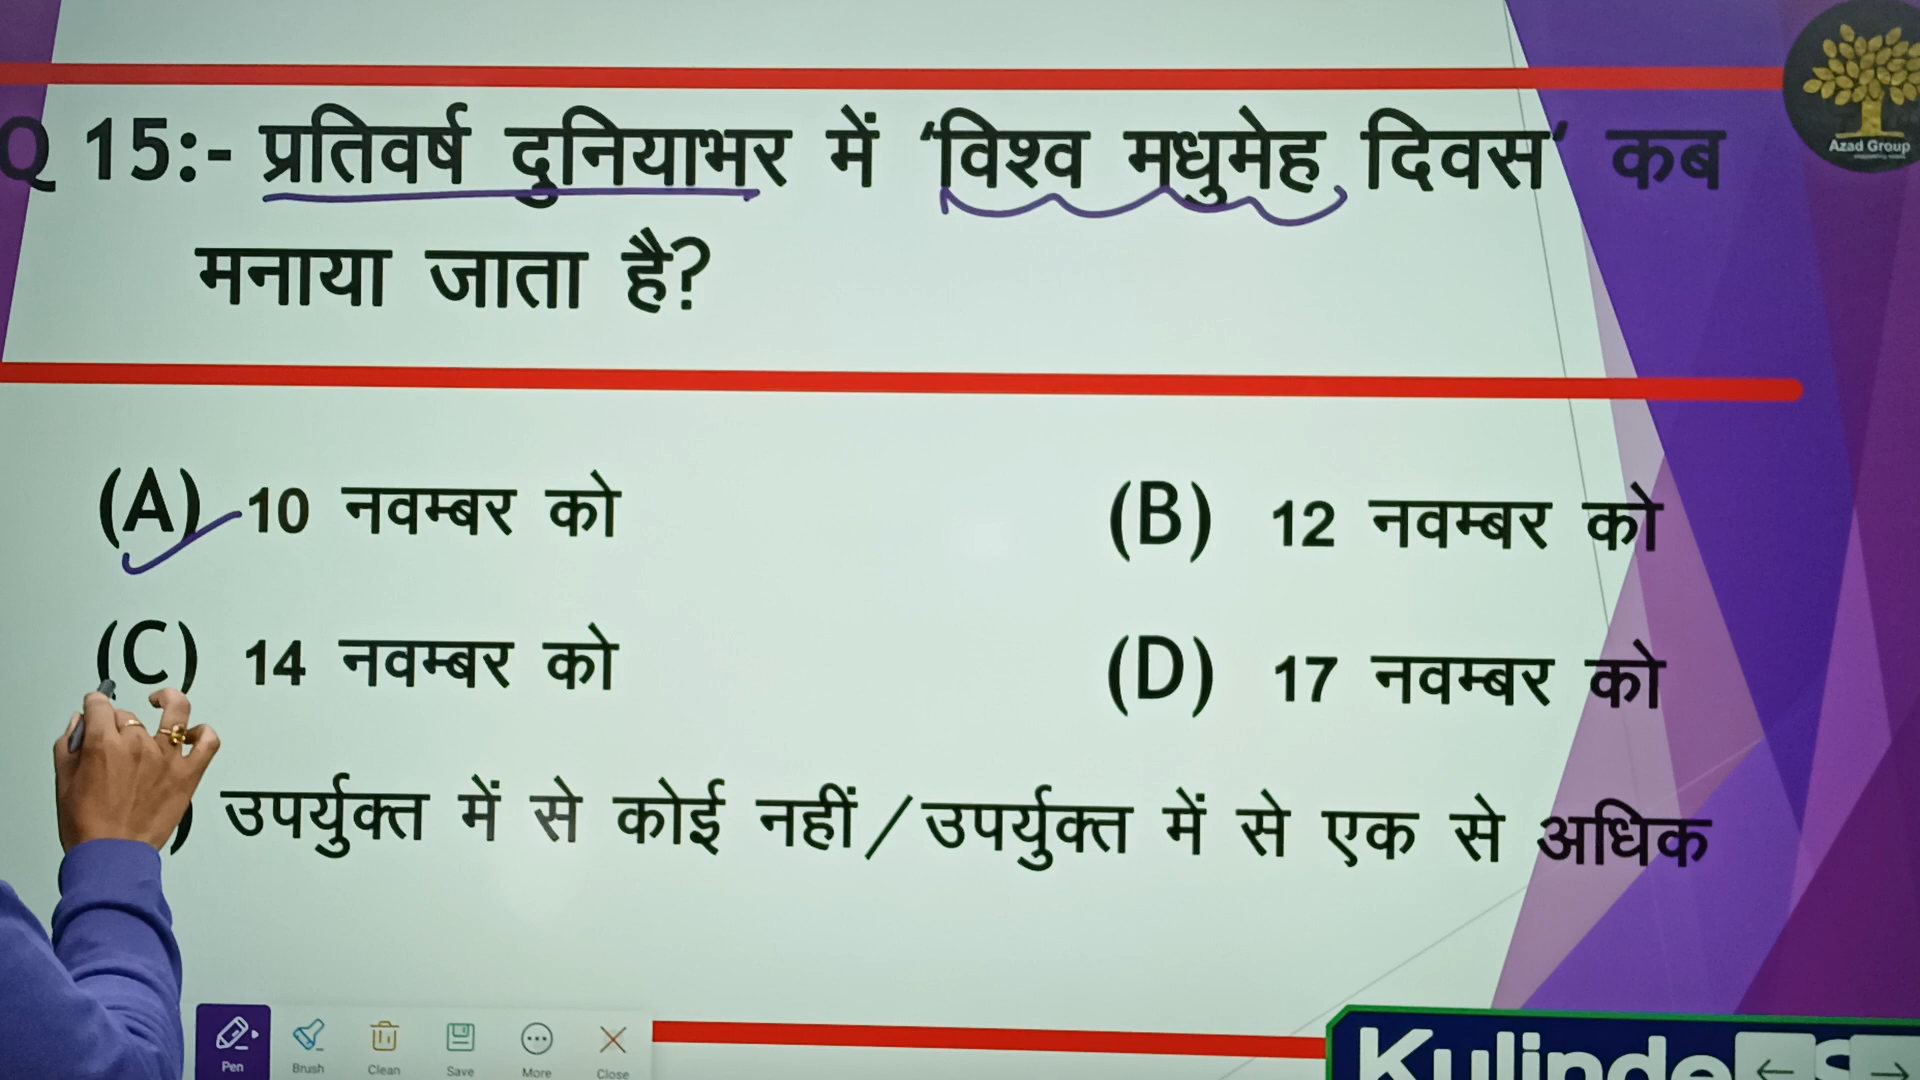 Q 15:- प्रतिवर्ष दुनियाभर में ‘विश्व मधुमेह दिवस’ कब
मनाया जाता है?
(A) 10 नवम्बर को
(B) 12 नवम्बर को
(C) 14 नवम्बर को
(D) 17 नवम्बर को
) उपर्युक्त में से कोई नहीं/उपर्युक्त में से एक से अधिक
Azad Group
Pen Brush Clean Save More Close